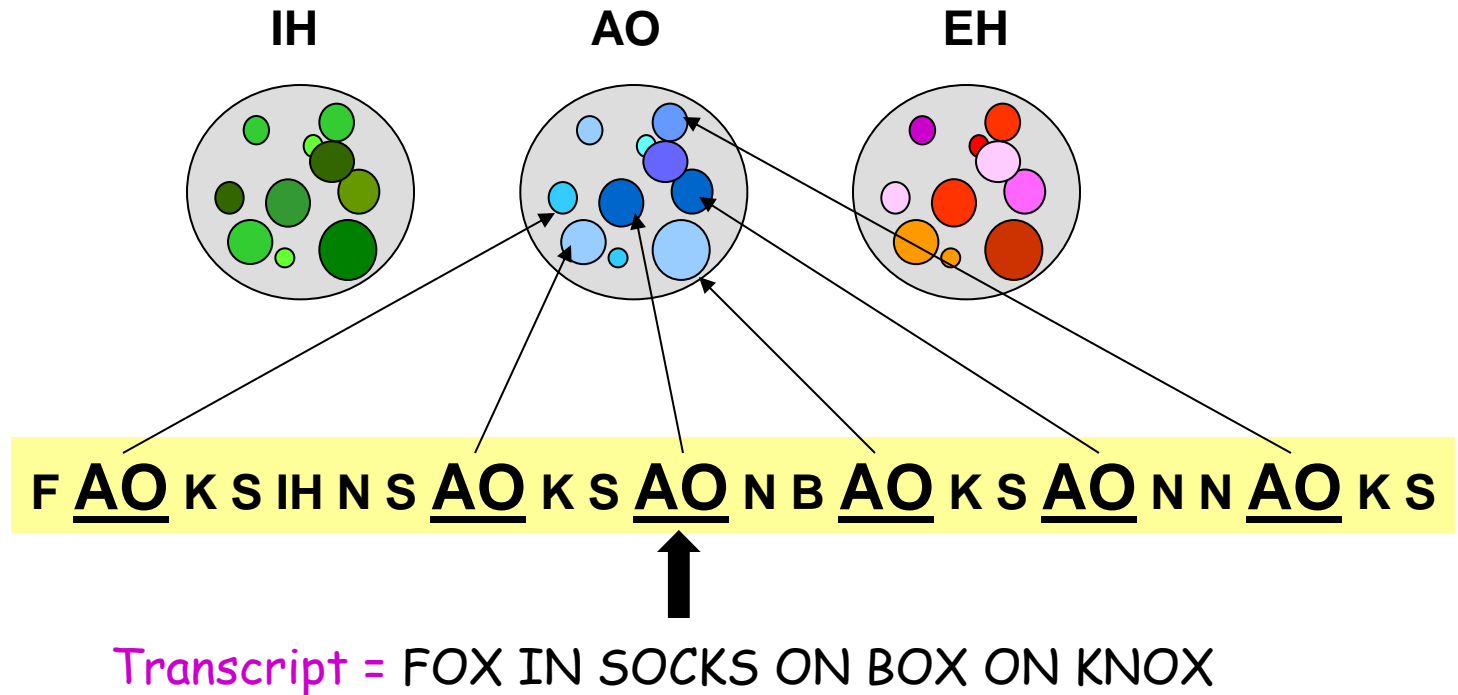 IH AO EH
F AO K S IH N S AO K S AO N B AO K S AO N N AO K S
Transcript = FOX IN SOCKS ON BOX ON KNOX